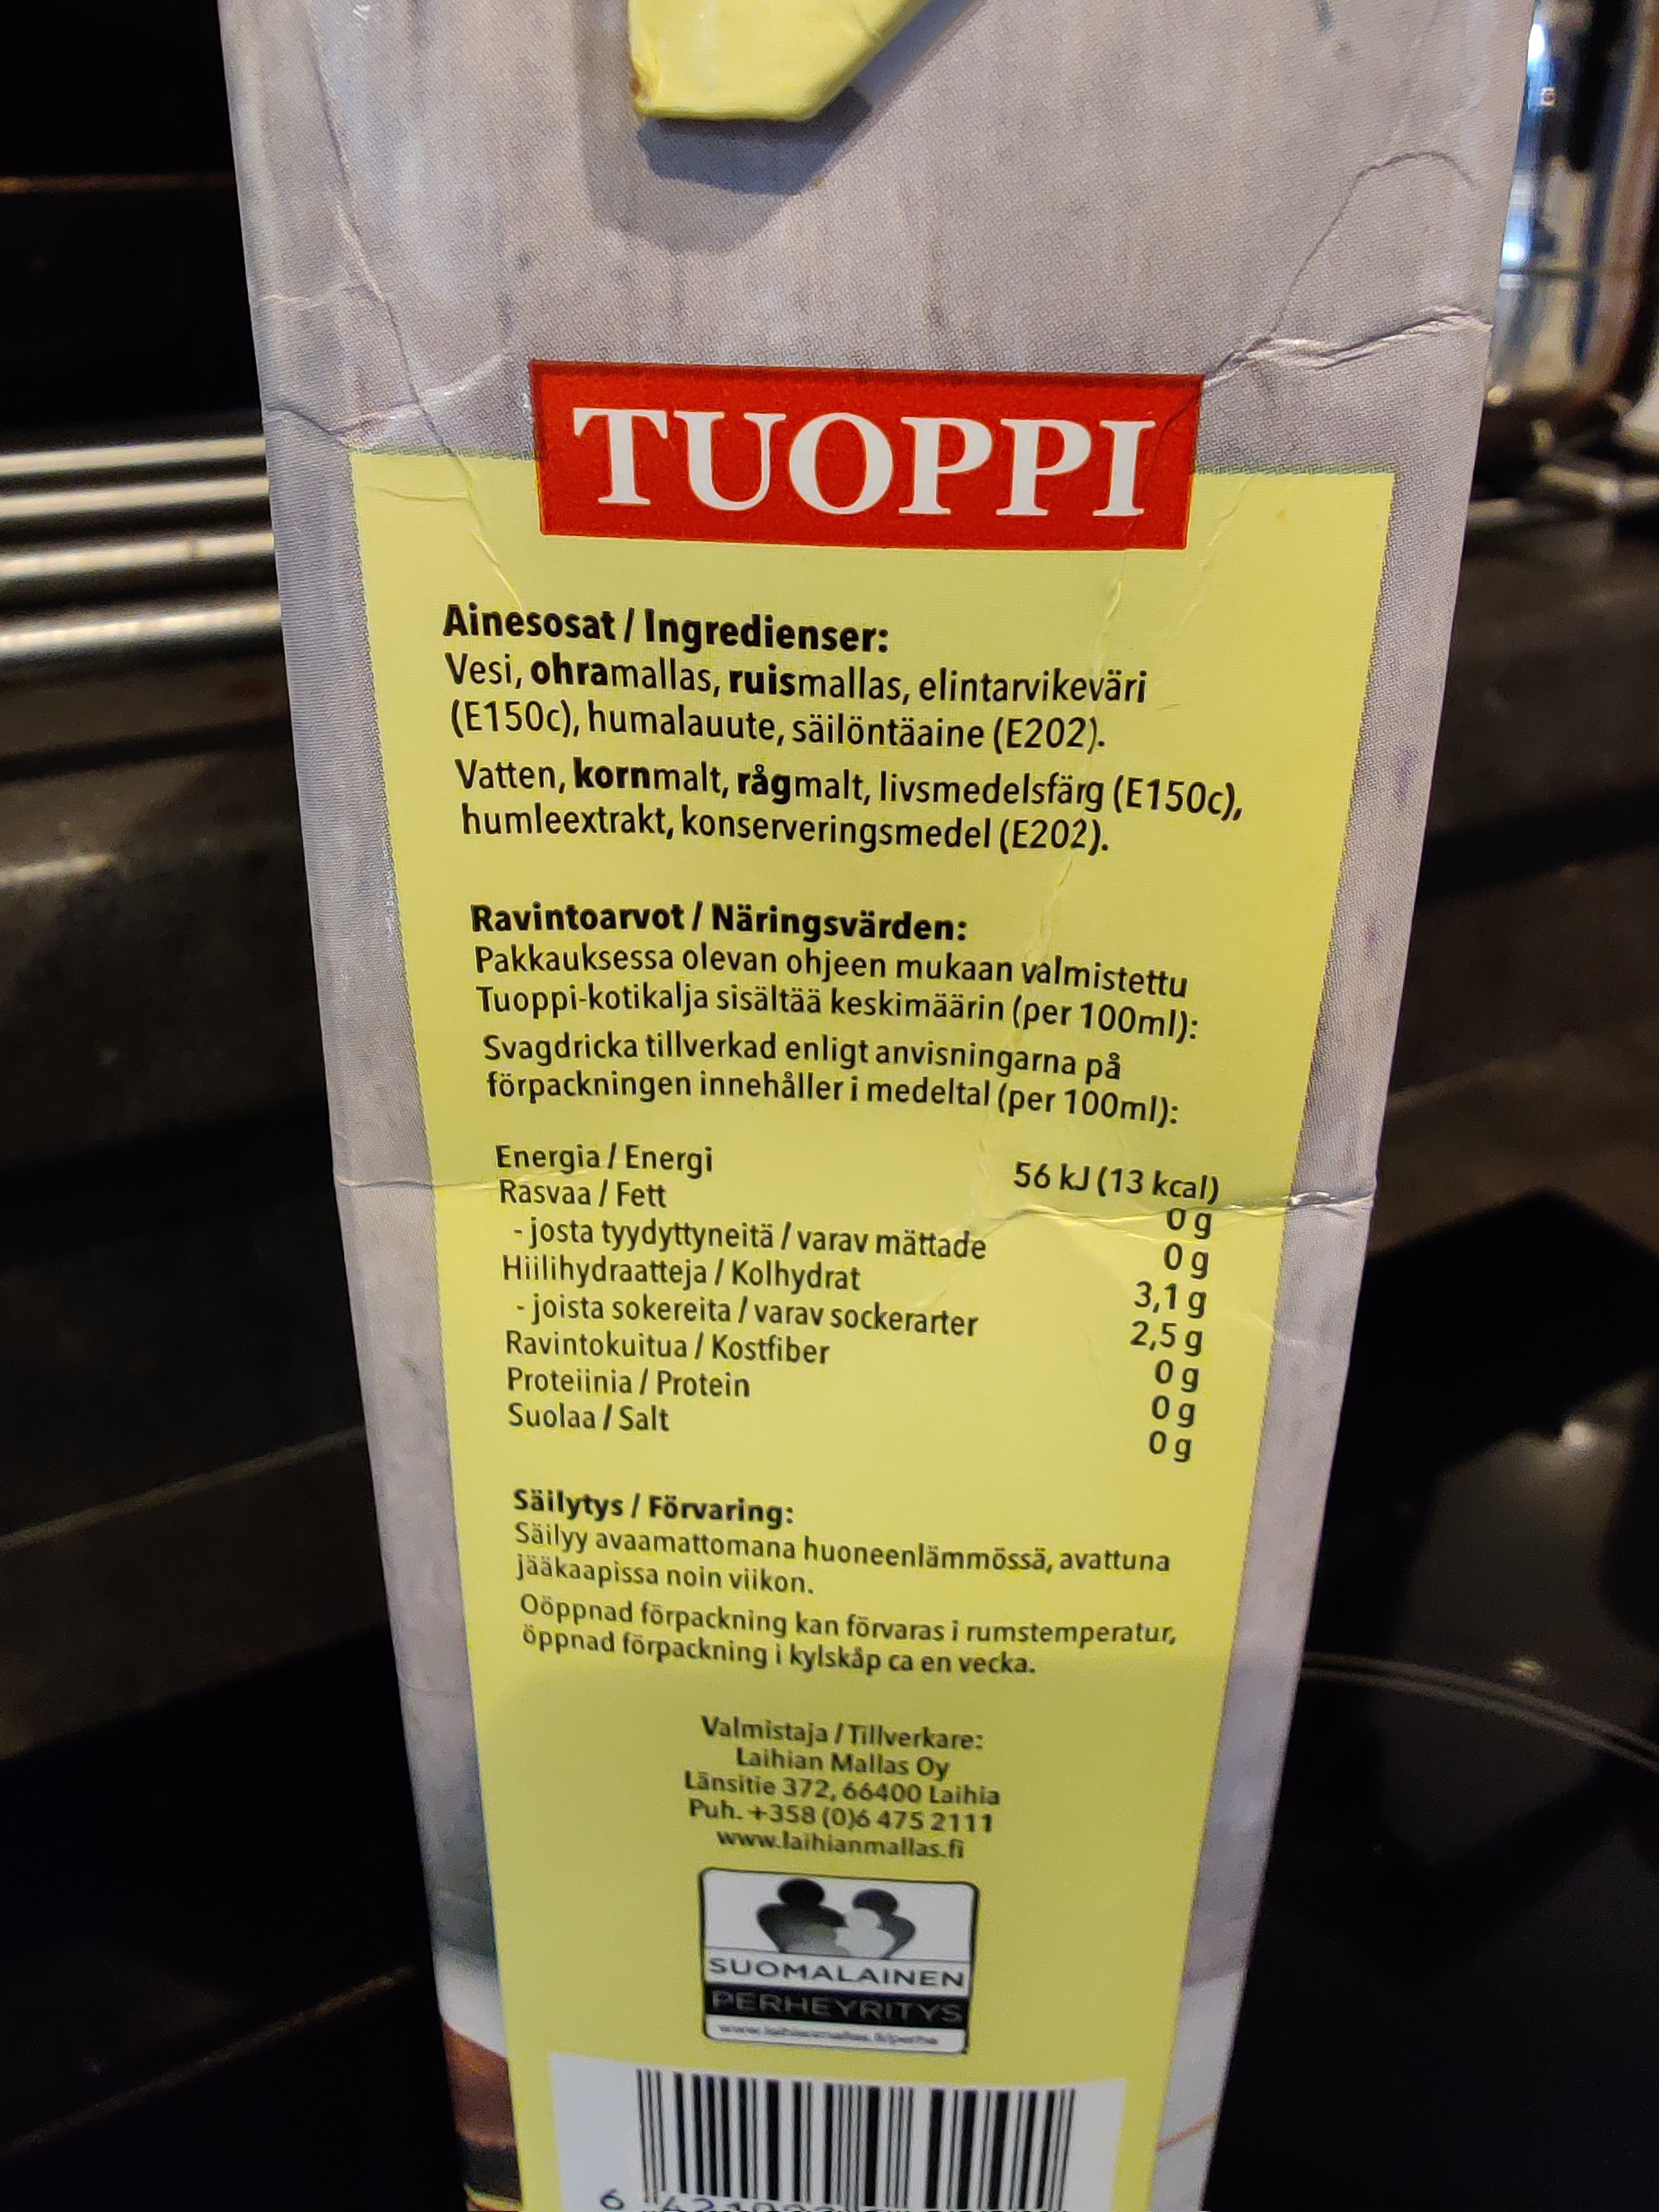 TUOPPI
Ainesosat / Ingredienser:
Vesi, ohramallas, ruismallas, elintarvikeväri
(E150c), humalauute, säilöntäaine (E202).
Vatten, kornmalt, rågmalt, livsmedelsfärg (E150c),
humleextrakt, konserveringsmedel (E202).
Ravintoarvot / Näringsvärden:
Pakkauksessa olevan ohjeen mukaan valmistettu
Tuoppi-kotikalja sisältää keskimäärin (per 100ml):
Svagdricka tillverkad enligt anvisningarna på
förpackningen innehåller i medeltal (per 100ml):
Energia / Energi 56 kJ (13 kcal)
Rasvaa / Fett 0 g
- josta tyydyttyneitä / varav mättade 0 g
Hiilihydraatteja / Kolhydrat 3,1 g
- joista sokereita / varav sockerarter 2,5 g
Ravintokuitua / Kostfiber 0 g
Proteiinia / Protein 0 g
Suolaa / Salt 0 g
Säilytys / Förvaring:
Säilyy avaamattomana huoneenlämmössä, avattuna
jääkaapissa noin viikon.
Oöppnad förpackning kan förvaras i rumstemperatur,
öppnad förpackning i kylskåp ca en vecka.
Valmistaja / Tillverkare:
Laihian Mallas Oy
Länsitie 372, 66400 Laihia
Puh. +358 (0)6 475 2111
www.laihianmallas.fi
SUOMALAINEN
PERHEYRITYS
www.laihianmallas.fi/perhe
6